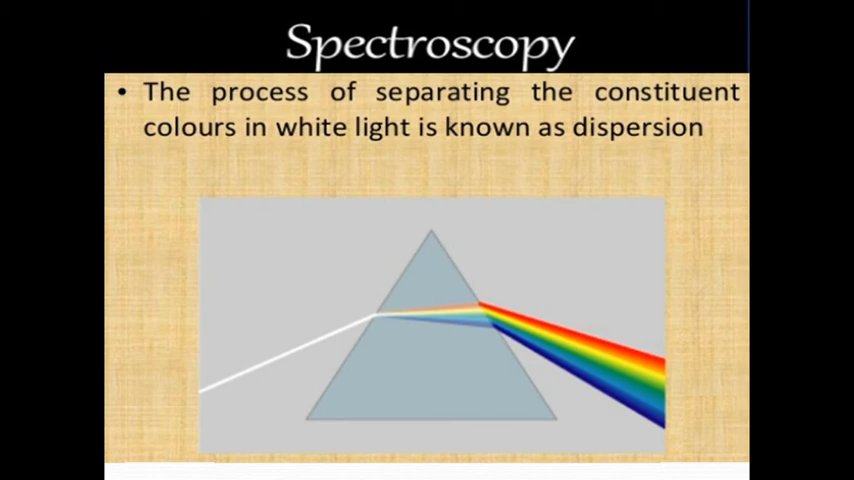 Spectroscopy
• The process of separating the constituent
colours in white light is known as dispersion